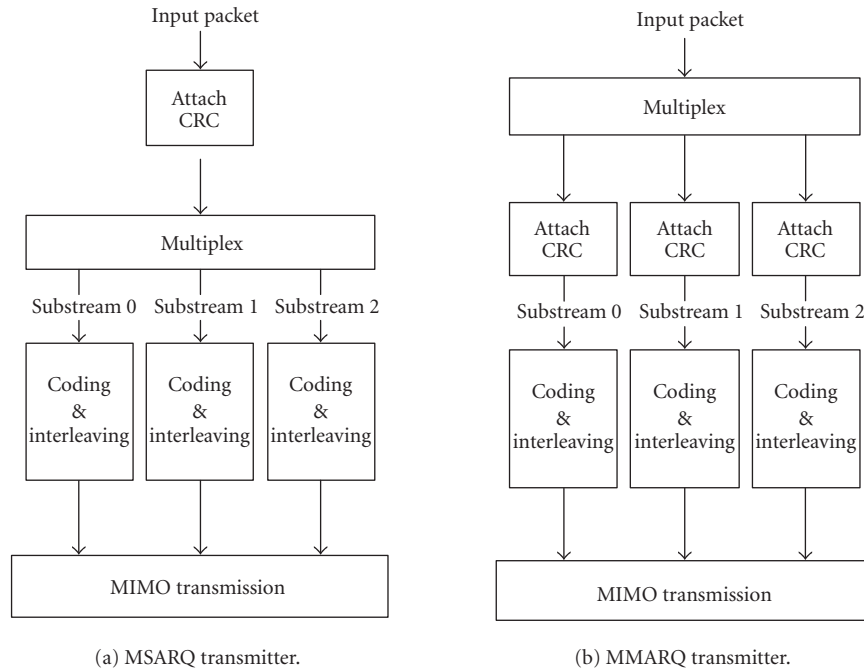 Input packet
Attach
CRC
Multiplex
Substream 0
Substream 1
Substream 2
Coding
&
interleaving
Coding
&
interleaving
Coding
&
interleaving
MIMO transmission
(a) MSARQ transmitter.
Input packet
Multiplex
Attach
CRC
Attach
CRC
Attach
CRC
Substream 0
Substream 1
Substream 2
Coding
&
interleaving
Coding
&
interleaving
Coding
&
interleaving
MIMO transmission
(b) MMARQ transmitter.